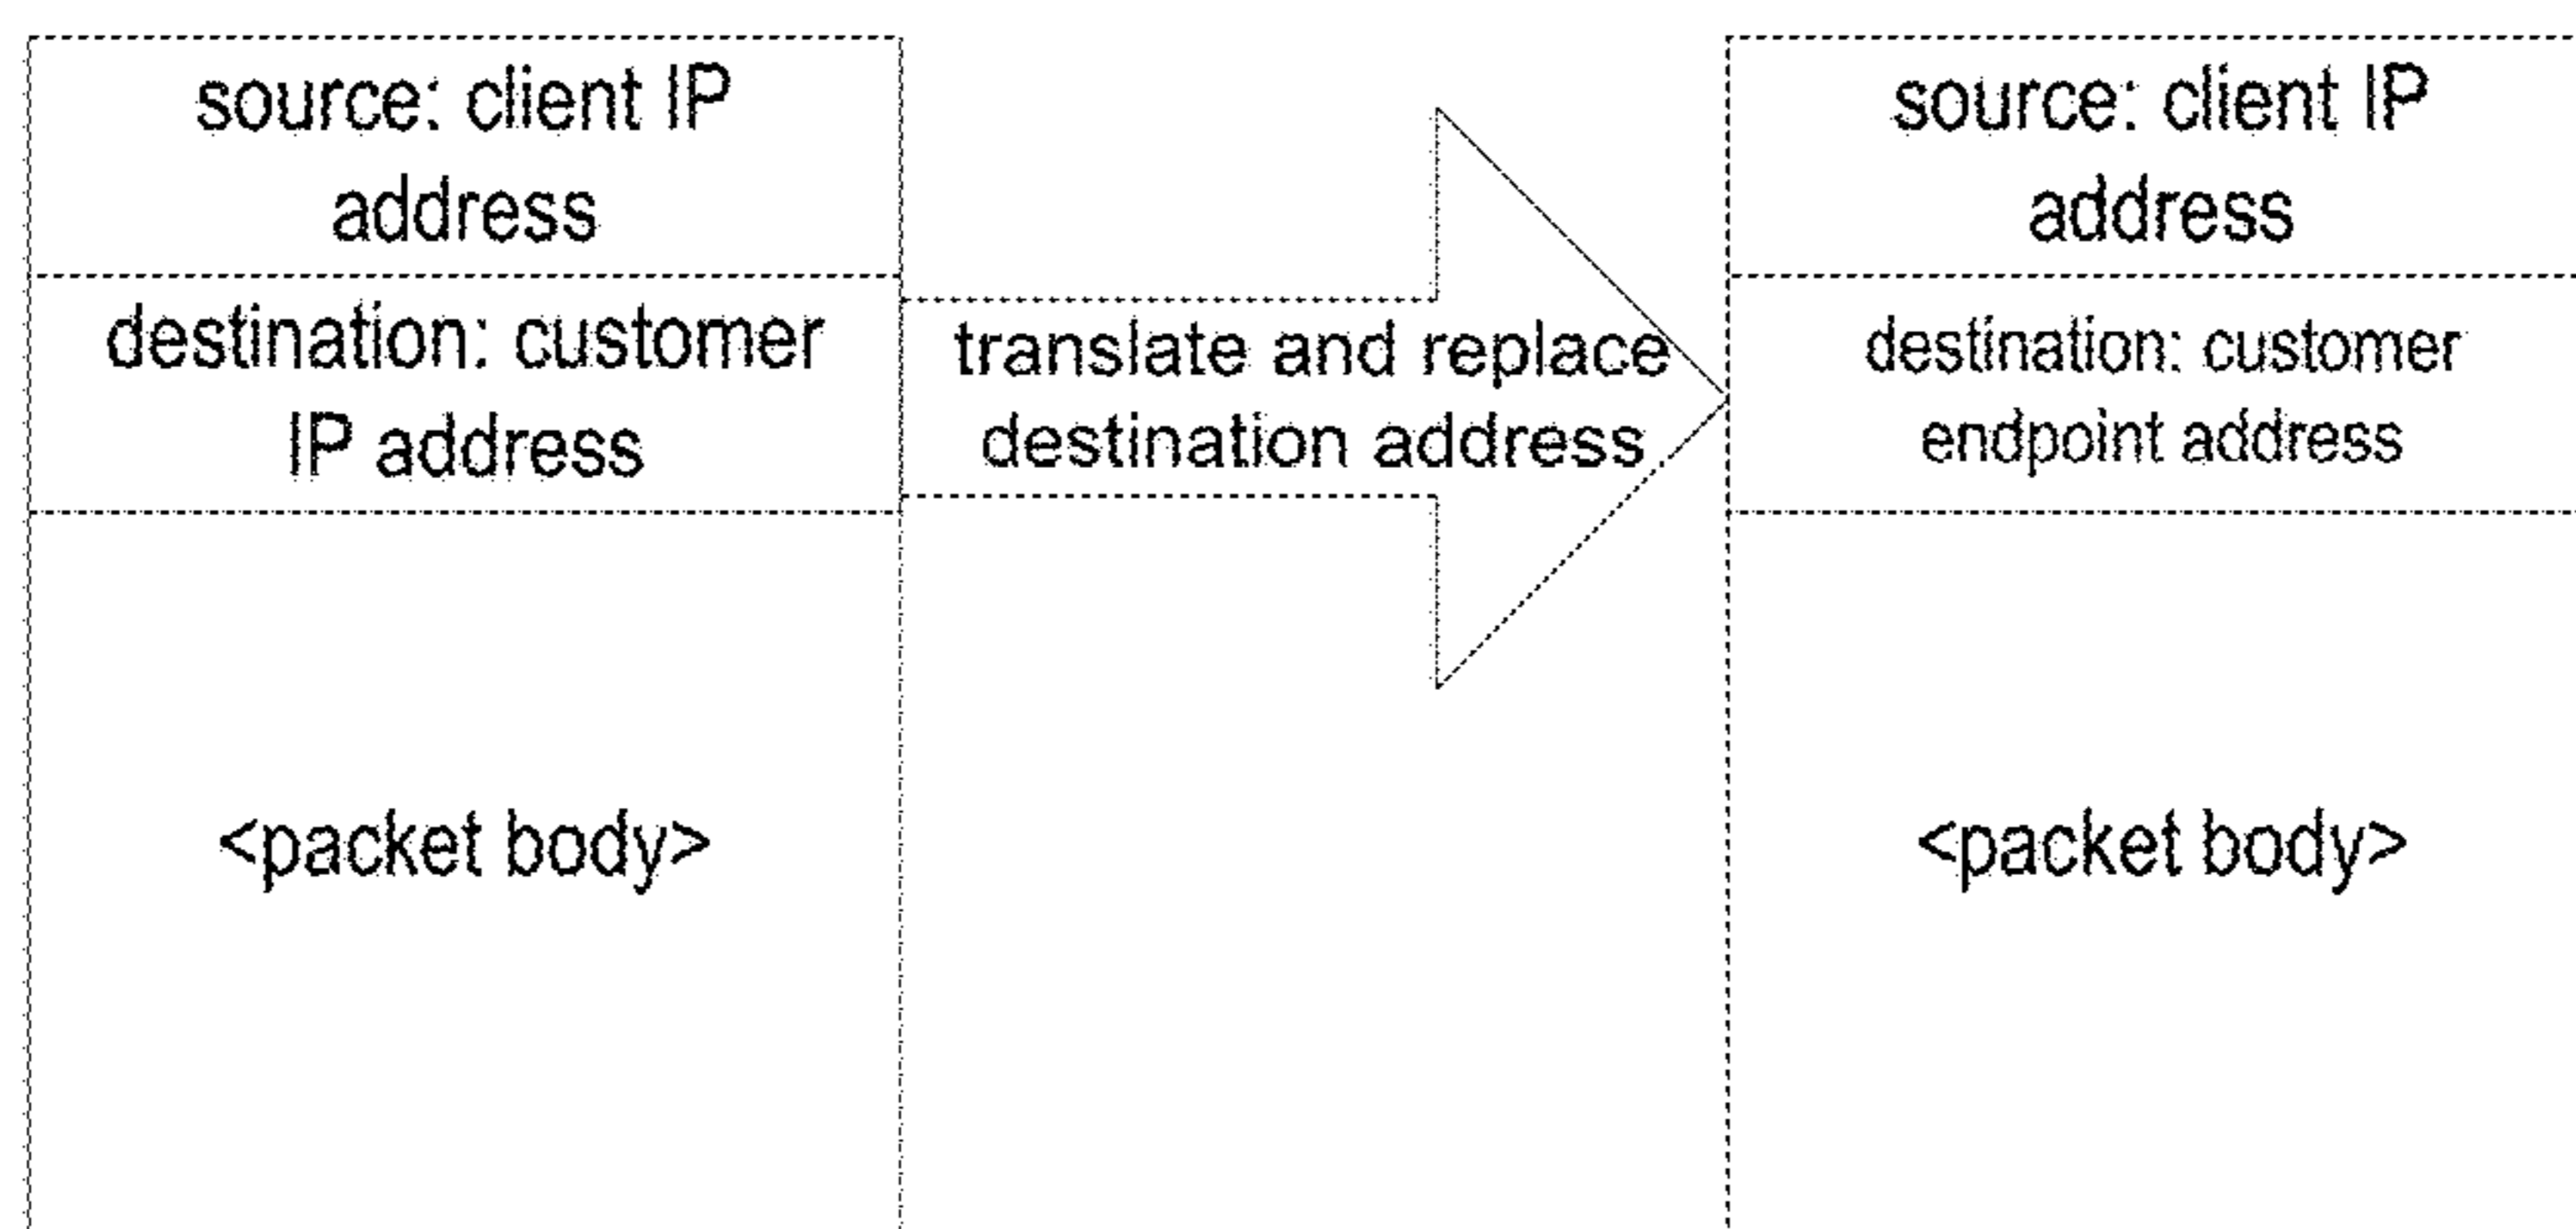 source: client IP
address
destination: customer
IP address
<packet body>
translate and replace
destination address
source: client IP
address
destination: customer
endpoint address
<packet body>